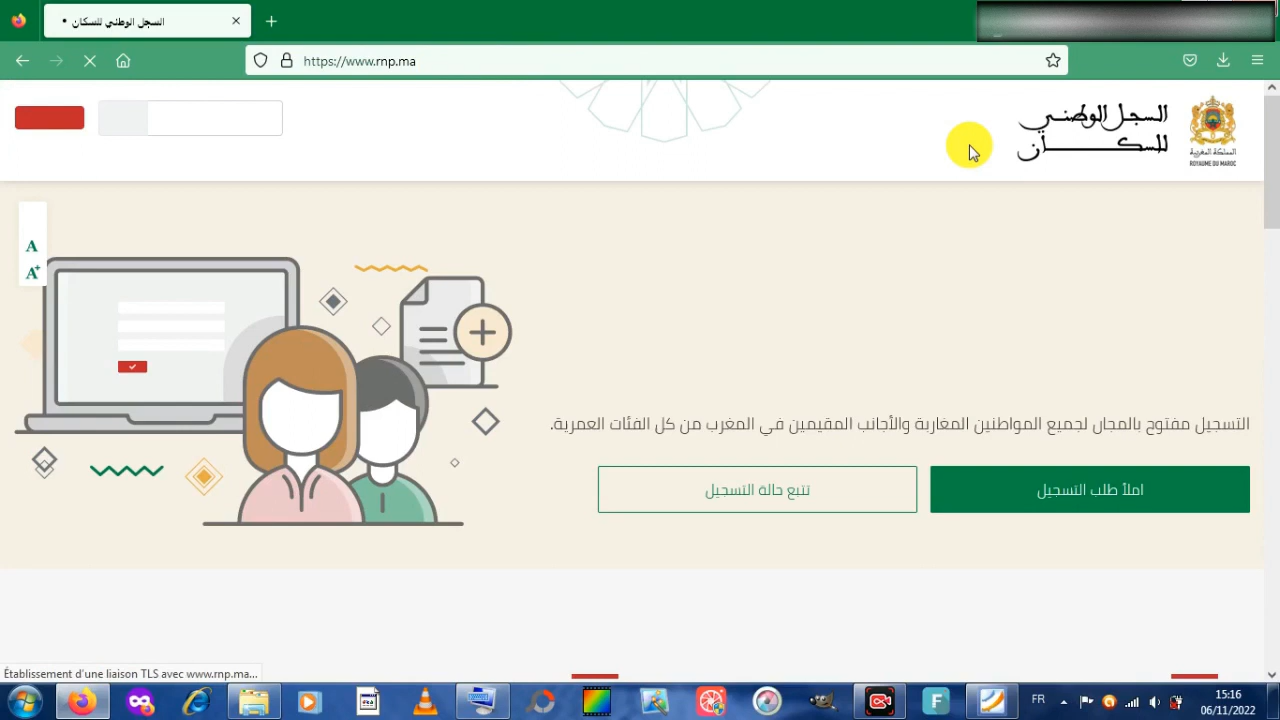 السجل الوطني للسكان •
https://www.rnp.ma
السجل الوطني
للسكان
المملكة المغربية
ROYAUME DU MAROC
A
A+
التسجيل مفتوح بالمجان لجميع المواطنين المغاربة والأجانب المقيمين في المغرب من كل الفئات العمرية.
املأ طلب التسجيل
تتبع حالة التسجيل
Établissement d'une liaison TLS avec www.rnp.ma...
FR
15:16
06/11/2022